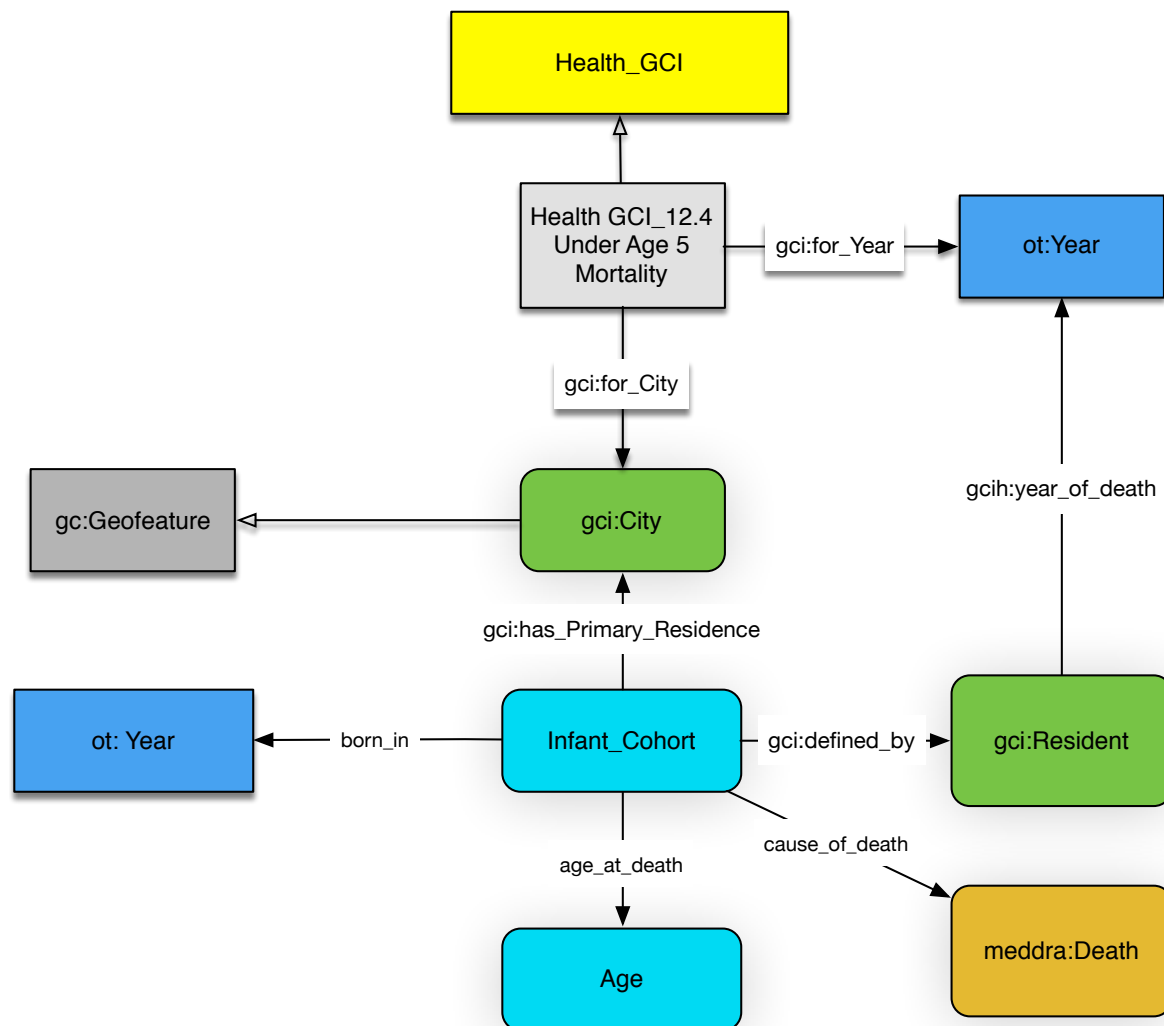 Health_GCI
Health GCI_12.4
Under Age 5
Mortality
gci:for_Year
ot:Year
gci:for_City
gc:Geofeature
gci:City
gcih:year_of_death
gci:has_Primary_Residence
ot: Year
born_in
Infant_Cohort
gci:defined_by
gci:Resident
cause_of_death
age_at_death
Age
meddra:Death